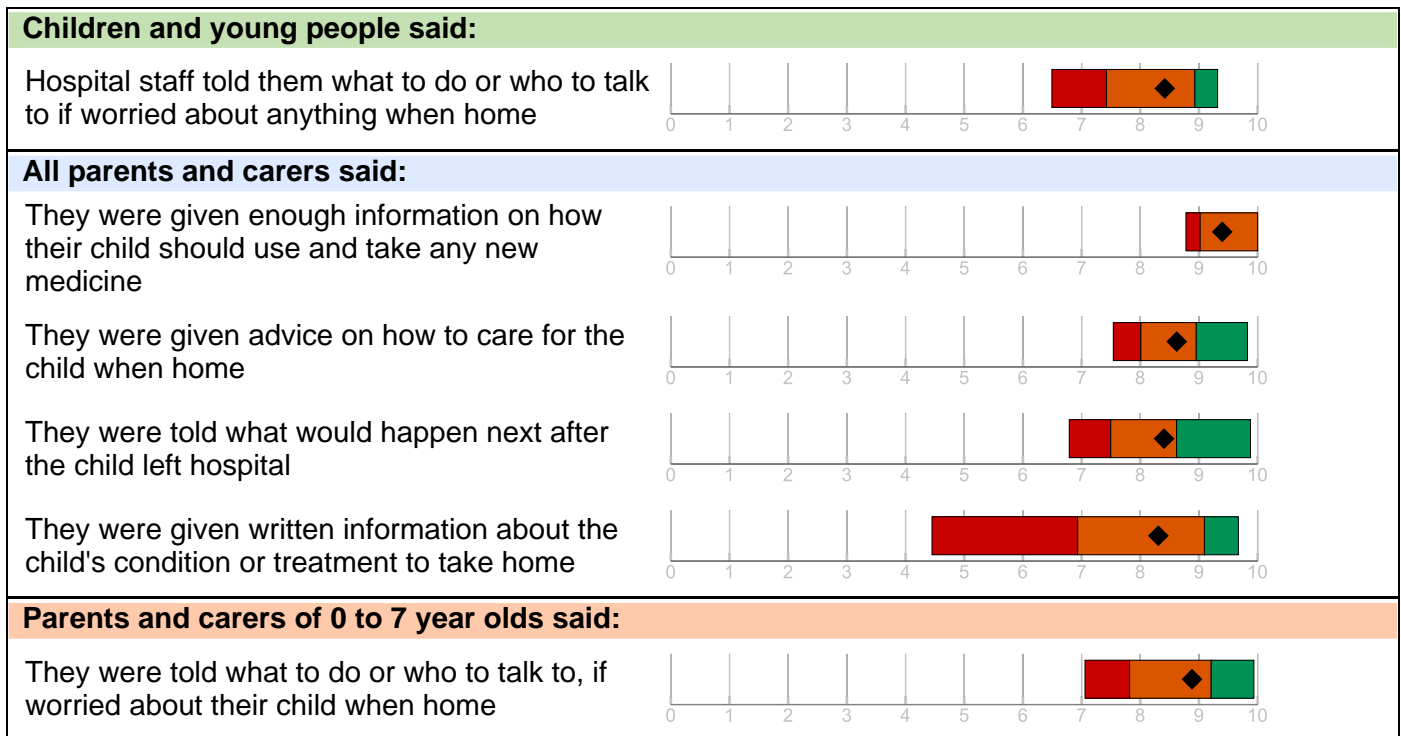 Children and young people said:
Hospital staff told them what to do or who to talk
to if worried about anything when home
0 1 2 3 4 5 6 7 8 9 10
All parents and carers said:
They were given enough information on how
their child should use and take any new
medicine
0 1 2 3 4 5 6 7 8 9 10
They were given advice on how to care for the
child when home
0 1 2 3 4 5 6 7 8 9 10
They were told what would happen next after
the child left hospital
0 1 2 3 4 5 6 7 8 9 10
They were given written information about the
child's condition or treatment to take home
0 1 2 3 4 5 6 7 8 9 10
Parents and carers of 0 to 7 year olds said:
They were told what to do or who to talk to, if
worried about their child when home
0 1 2 3 4 5 6 7 8 9 10